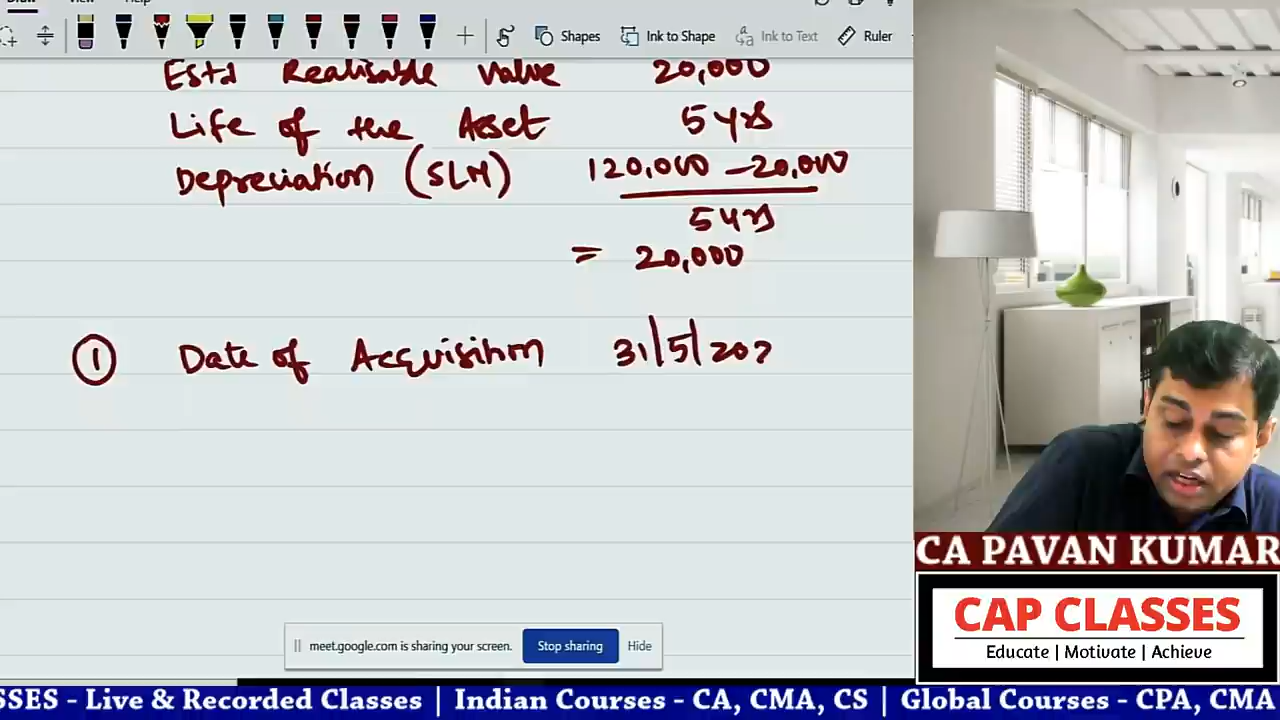 Shapes
Ink to Shape
Ink to Text
Ruler
Estd Realisable Value 20,000
Life of the Asset 5 yrs
Depreciation (SLM) 120,000 - 20,000
5 yrs
= 20,000
① Date of Acquisition 31/5/202
meet.google.com is sharing your screen.
Stop sharing
Hide
CA PAVAN KUMAR
CAP CLASSES
Educate | Motivate | Achieve
SSES - Live & Recorded Classes | Indian Courses - CA, CMA, CS | Global Courses - CPA, CMA